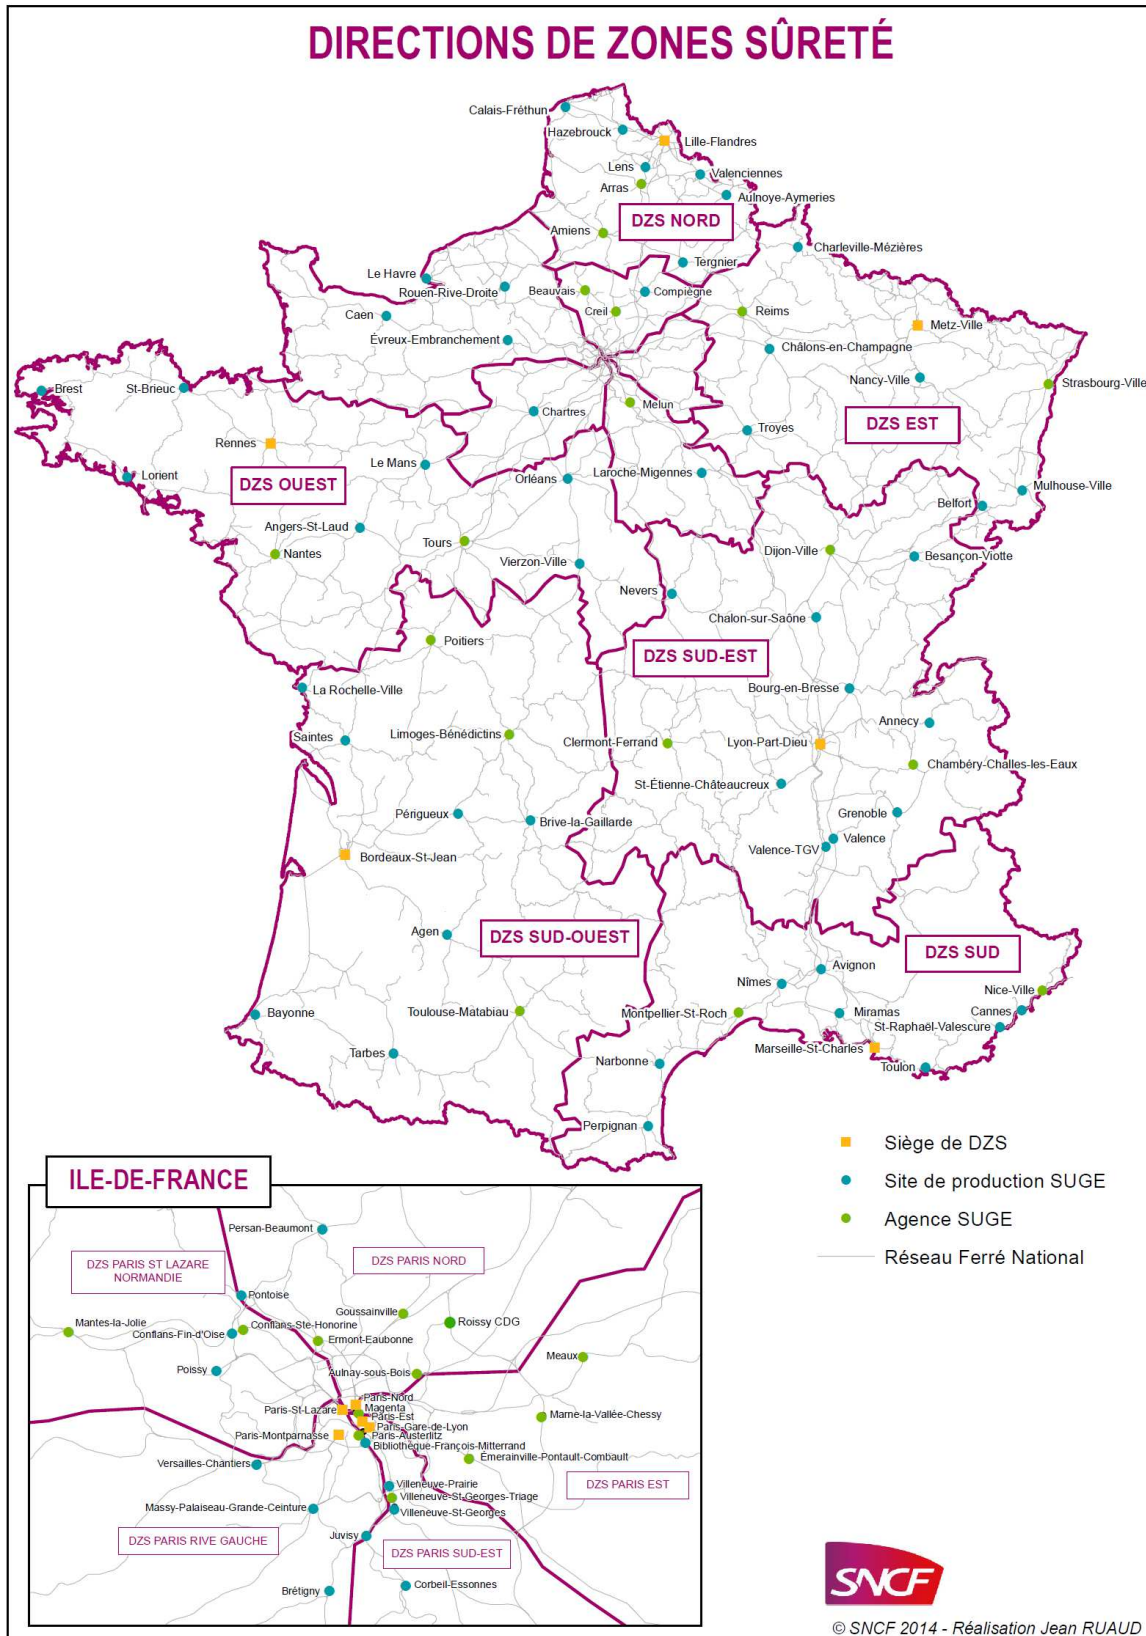 DIRECTIONS DE ZONES SÛRETÉ
Calais-Fréthun
Hazebrouck
Lille-Flandres
Lens
Valenciennes
Arras
Aulnoye-Aymeries
DZS NORD
Amiens
Charleville-Mézières
Tergnier
Le Havre
Rouen-Rive-Droite
Beauvais
Compiègne
Caen
Creil
Reims
Metz-Ville
Évreux-Embranchement
Châlons-en-Champagne
Nancy-Ville
Brest
St-Brieuc
Strasbourg-Ville
Chartres
Melun
DZS EST
Troyes
Rennes
Le Mans
Orléans
Laroche-Migennes
Lorient
DZS OUEST
Mulhouse-Ville
Belfort
Angers-St-Laud
Nantes
Tours
Vierzon-Ville
Dijon-Ville
Besançon-Viotte
Nevers
Chalon-sur-Saône
Poitiers
DZS SUD-EST
La Rochelle-Ville
Bourg-en-Bresse
Annecy
Saintes
Limoges-Bénédictins
Clermont-Ferrand
Lyon-Part-Dieu
Chambéry-Challes-les-Eaux
St-Étienne-Châteaucreux
Périgueux
Brive-la-Gaillarde
Grenoble
Valence
Valence-TGV
Bordeaux-St-Jean
Agen
DZS SUD-OUEST
DZS SUD
Avignon
Nîmes
Nice-Ville
Bayonne
Toulouse-Matabiau
Montpellier-St-Roch
Miramas
Cannes
St-Raphaël-Valescure
Tarbes
Narbonne
Marseille-St-Charles
Toulon
Perpignan
Siège de DZS
Site de production SUGE
Agence SUGE
Réseau Ferré National
ILE-DE-FRANCE
Persan-Beaumont
DZS PARIS ST LAZARE
NORMANDIE
DZS PARIS NORD
Pontoise
Mantes-la-Jolie
Conflans-Fin-d'Oise
Conflans-Ste-Honorine
Goussainville
Roissy CDG
Ermont-Eaubonne
Poissy
Aulnay-sous-Bois
Meaux
Paris-Nord
Paris-St-Lazare
Magenta
Paris-Est
Marne-la-Vallée-Chessy
Paris-Gare-de-Lyon
Paris-Montparnasse
Paris-Austerlitz
Bibliothèque-François-Mitterrand
Versailles-Chantiers
Émerainville-Pontault-Combault
Villeneuve-Prairie
DZS PARIS EST
Villeneuve-St-Georges-Triage
Massy-Palaiseau-Grande-Ceinture
Villeneuve-St-Georges
DZS PARIS RIVE GAUCHE
Juvisy
DZS PARIS SUD-EST
Brétigny
Corbeil-Essonnes
SNCF
© SNCF 2014 - Réalisation Jean RUAUD